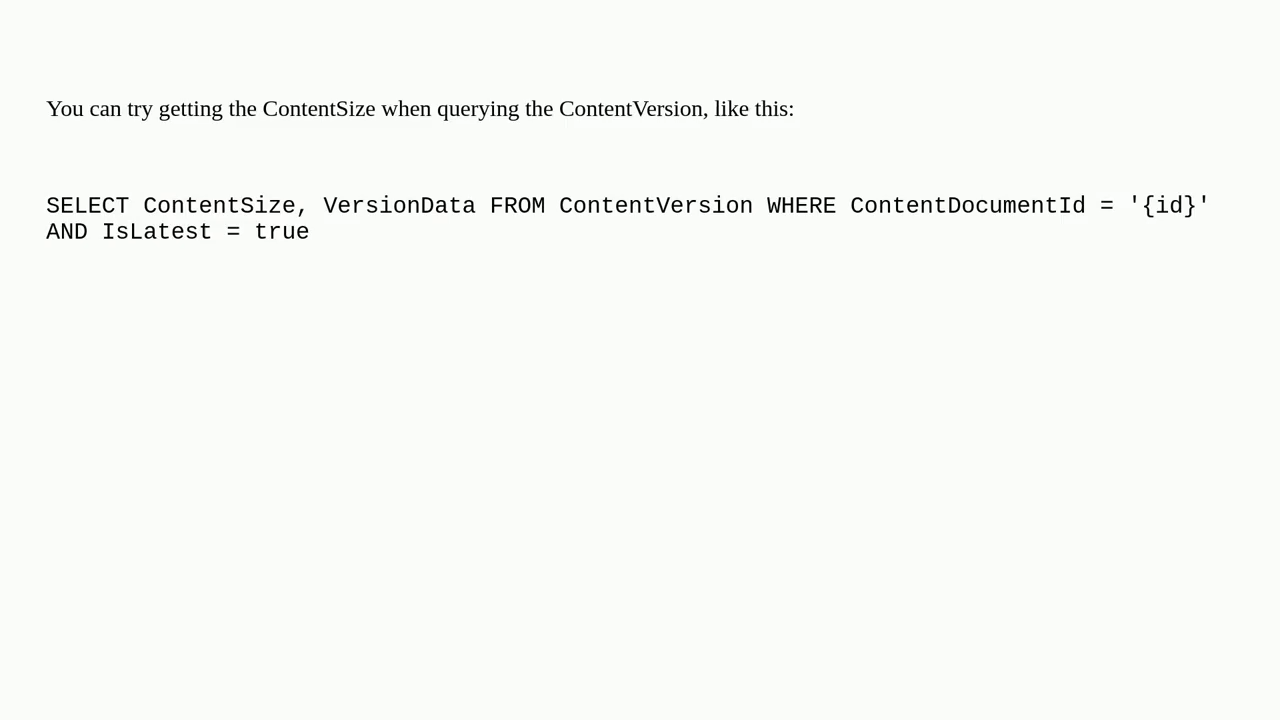 You can try getting the ContentSize when querying the ContentVersion, like this:
SELECT ContentSize, VersionData FROM ContentVersion WHERE ContentDocumentId = '{id}'
AND IsLatest = true